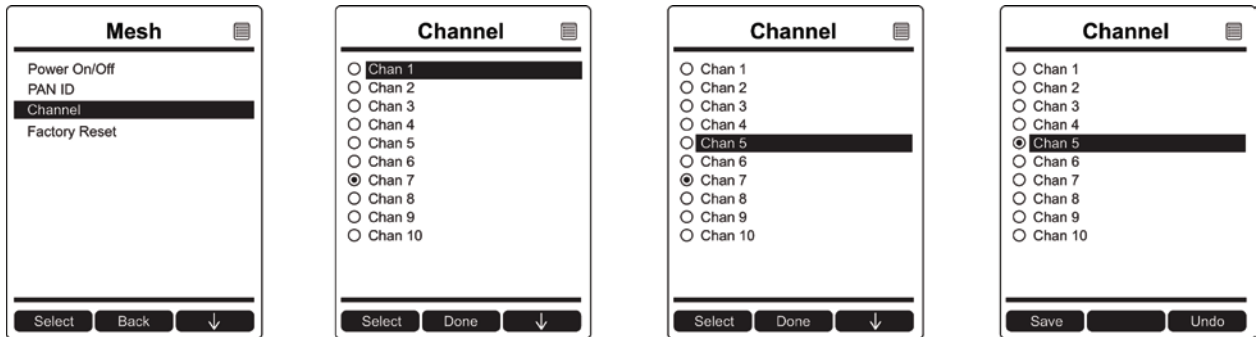 Mesh
Power On/Off
PAN ID
Channel
Factory Reset
Select Back ↓
Channel
Chan 1
Chan 2
Chan 3
Chan 4
Chan 5
Chan 6
Chan 7
Chan 8
Chan 9
Chan 10
Select Done ↓
Channel
Chan 1
Chan 2
Chan 3
Chan 4
Chan 5
Chan 6
Chan 7
Chan 8
Chan 9
Chan 10
Select Done ↓
Channel
Chan 1
Chan 2
Chan 3
Chan 4
Chan 5
Chan 6
Chan 7
Chan 8
Chan 9
Chan 10
Save Undo